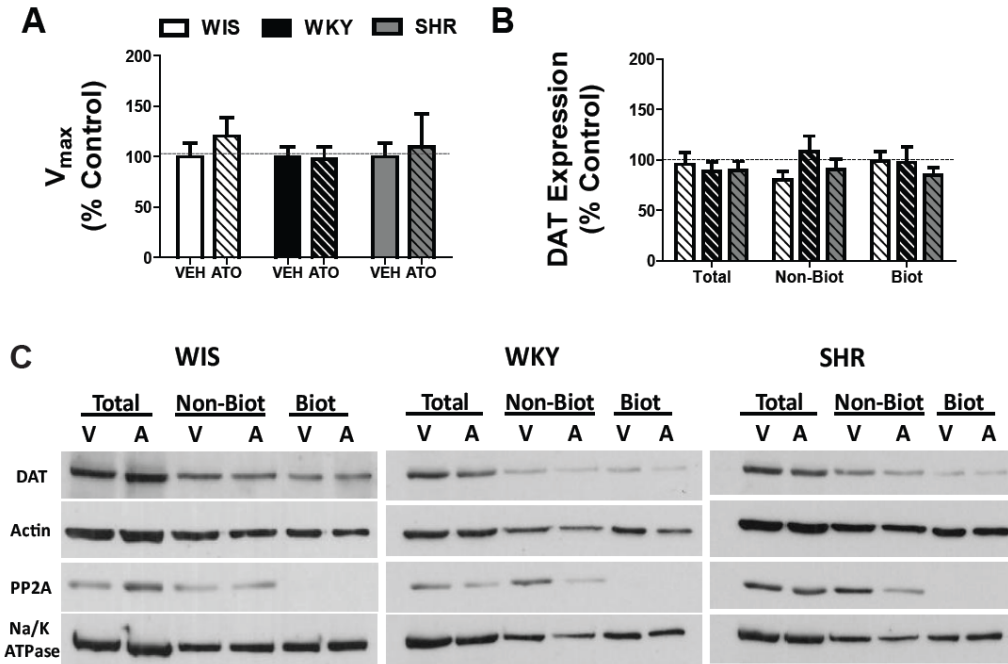 A
WIS WKY SHR
200
150
100
50
0
Vmax
(% Control)
VEH ATO VEH ATO VEH ATO
B
200
150
100
50
0
DAT Expression
(% Control)
Total Non-Biot Biot
C
WIS WKY SHR
Total Non-Biot Biot Total Non-Biot Biot Total Non-Biot Biot
V A V A V A V A V A V A V A V A V A
DAT
Actin
PP2A
Na/K
ATPase